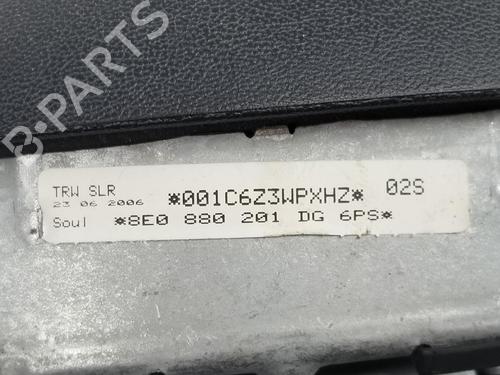 B-PARTS
TRW SLR
23 06 2006 *001C6Z3WPXHZ* 02S
Soul *8E0 880 201 DG 6PS*